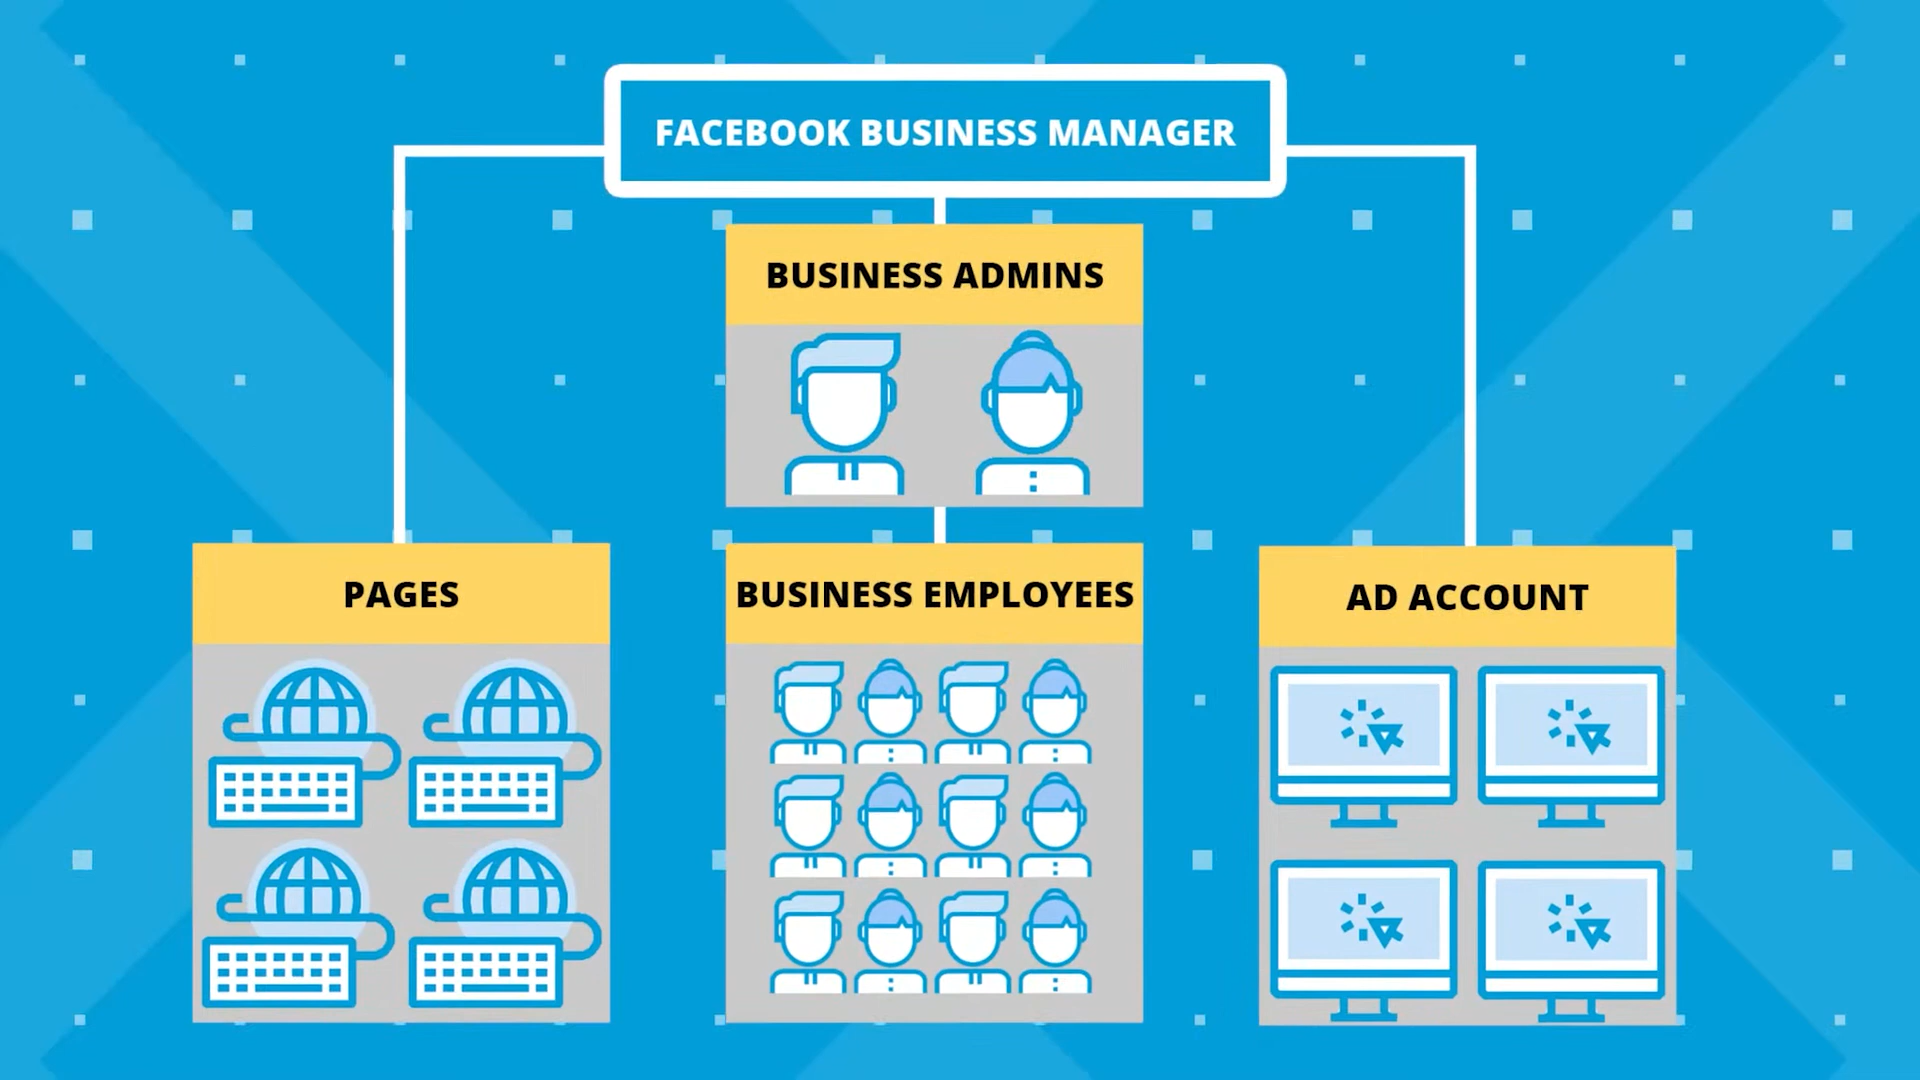 FACEBOOK BUSINESS MANAGER
BUSINESS ADMINS
PAGES
BUSINESS EMPLOYEES
AD ACCOUNT